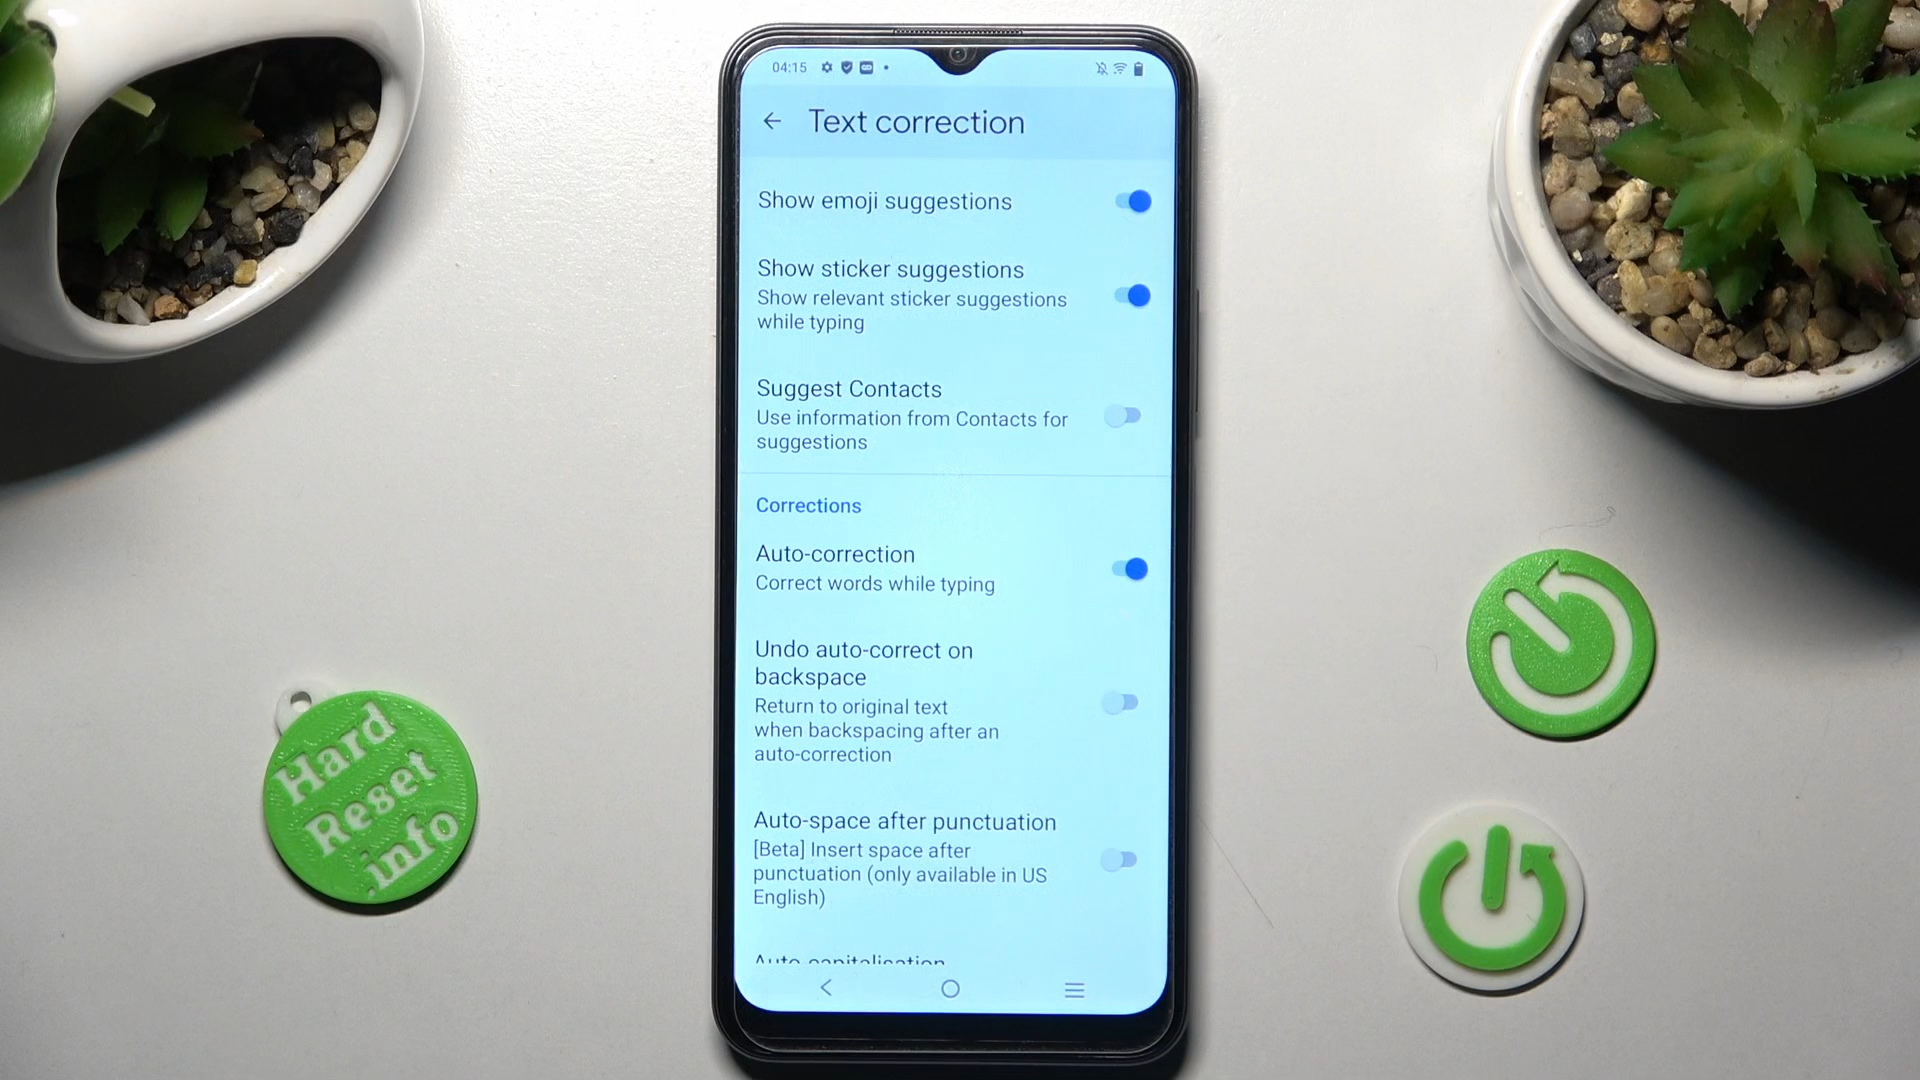 04:15
Text correction
Show emoji suggestions
Show sticker suggestions
Show relevant sticker suggestions
while typing
Suggest Contacts
Use information from Contacts for
suggestions
Corrections
Auto-correction
Correct words while typing
Undo auto-correct on
backspace
Return to original text
when backspacing after an
auto-correction
Auto-space after punctuation
[Beta] Insert space after
punctuation (only available in US
English)
Auto-capitalisation
Hard
Reset
.info